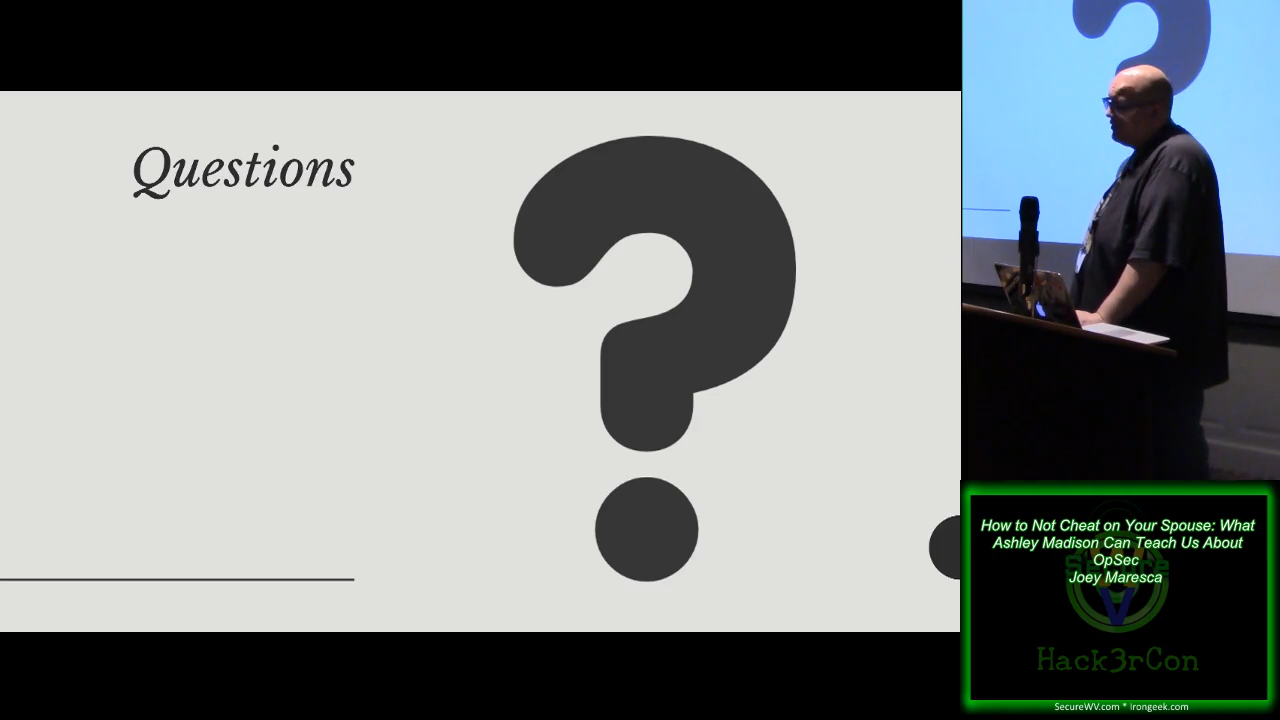 Questions
?
How to Not Cheat on Your Spouse: What
Ashley Madison Can Teach Us About
OpSec
Joey Maresca
Hack3rCon
SecureWV.com * irongeek.com